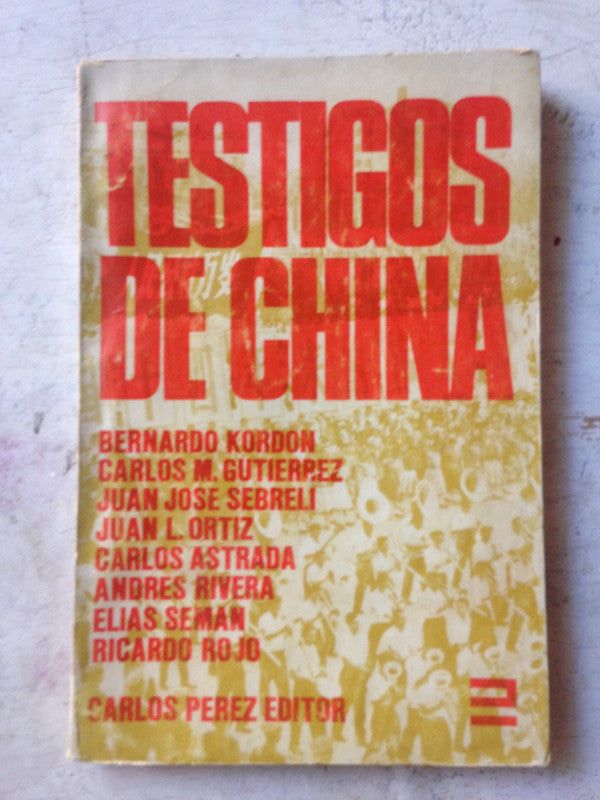 TESTIGOS
DE CHINA
BERNARDO KORDON
CARLOS M. GUTIERREZ
JUAN JOSE SEBRELI
JUAN L. ORTIZ
CARLOS ASTRADA
ANDRES RIVERA
ELIAS SEMAN
RICARDO ROJO
CARLOS PEREZ EDITOR